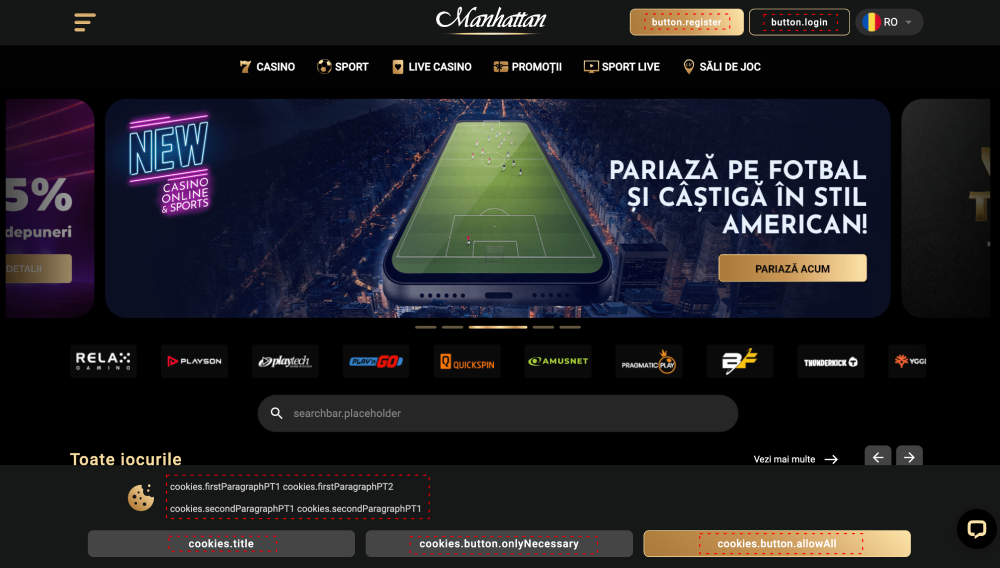 Manhattan
button.register
button.login
RO
CASINO
SPORT
LIVE CASINO
PROMOȚII
SPORT LIVE
SĂLI DE JOC
5%
depuneri
DETALII
NEW
CASINO
ONLINE
& SPORTS
PARIAZĂ PE FOTBAL
ȘI CÂȘTIGĂ ÎN STIL
AMERICAN!
PARIAZĂ ACUM
RELAX
GAMING
PLAYSON
playtech
PLAY'n GO
QUICKSPIN
AMUSNET
PRAGMATIC PLAY
BF
THUNDERKICK
YGG
searchbar.placeholder
Toate jocurile
Vezi mai multe
cookies.firstParagraphPT1 cookies.firstParagraphPT2
cookies.secondParagraphPT1 cookies.secondParagraphPT1
cookies.title
cookies.button.onlyNecessary
cookies.button.allowAll